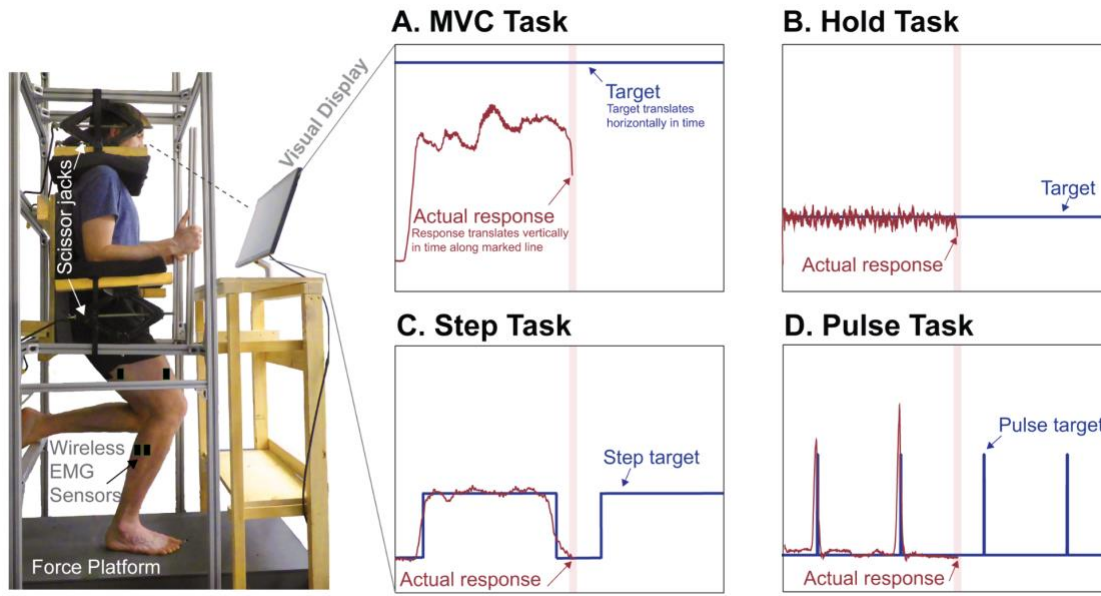 Scissor jacks
Wireless
EMG
Sensors
Force Platform
Visual Display
A. MVC Task
Target
Target translates
horizontally in time
Actual response
Response translates vertically
in time along marked line
B. Hold Task
Target
Actual response
C. Step Task
Step target
Actual response
D. Pulse Task
Pulse target
Actual response